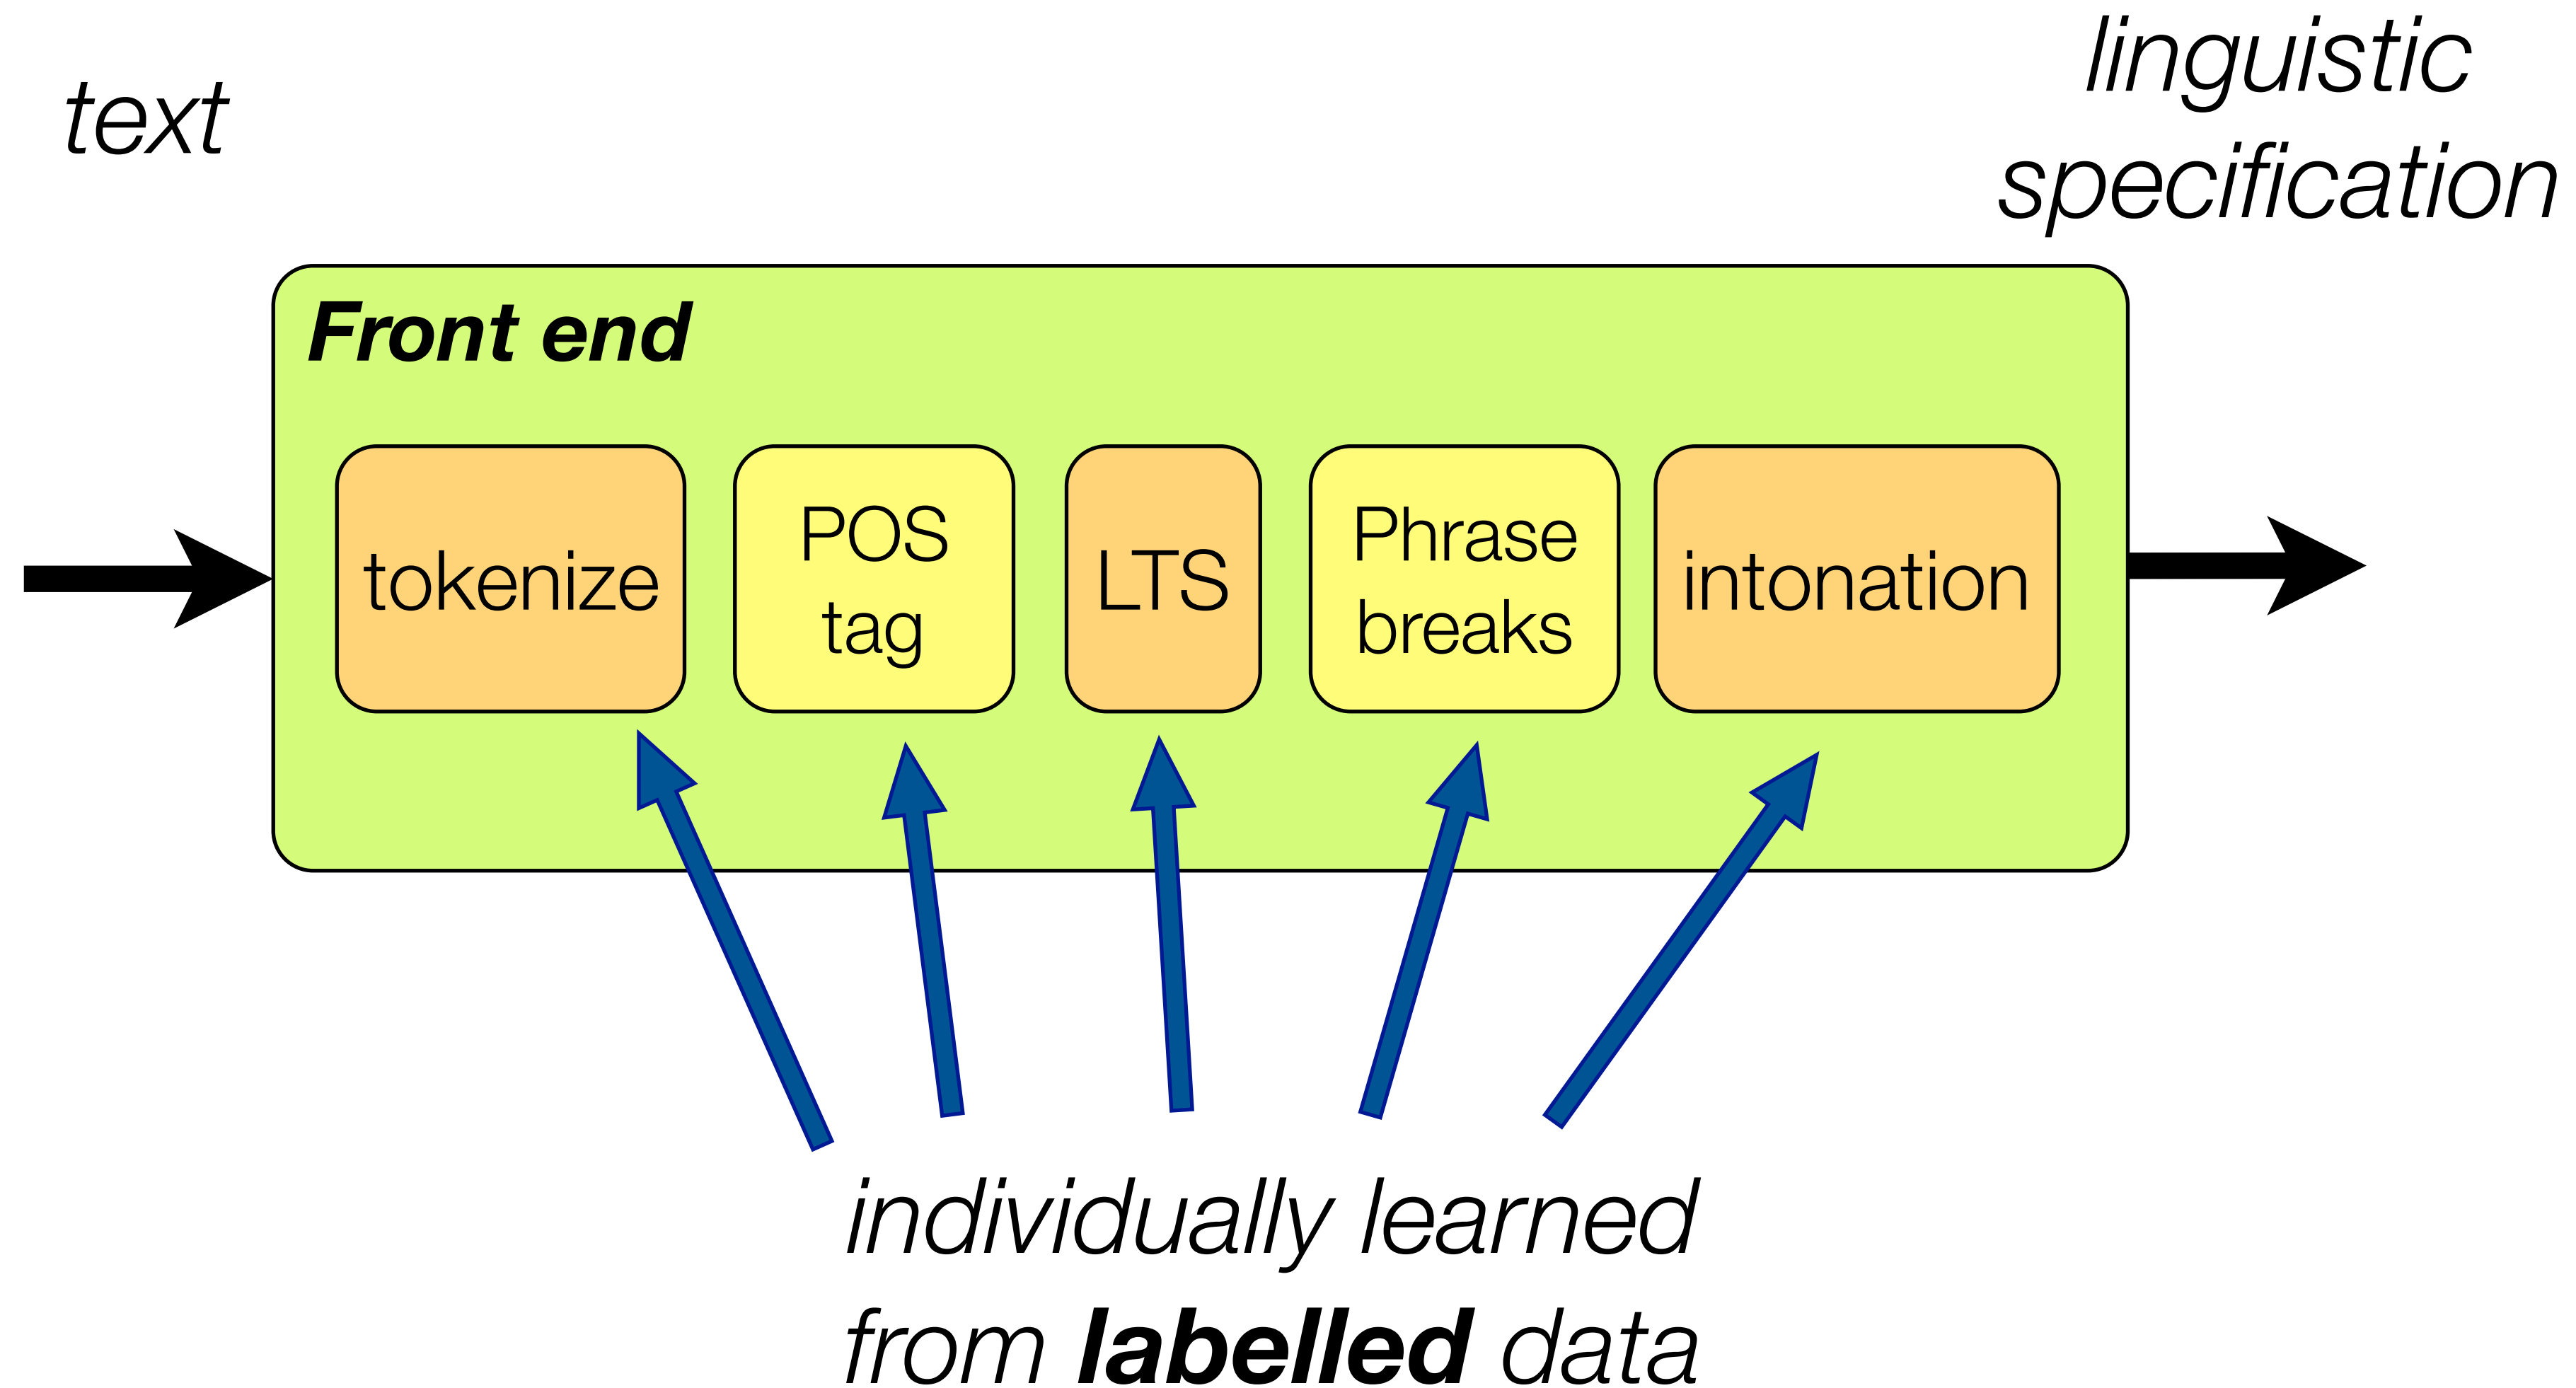 text
linguistic
specification
Front end
tokenize
POS
tag
LTS
Phrase
breaks
intonation
individually learned
from labelled data